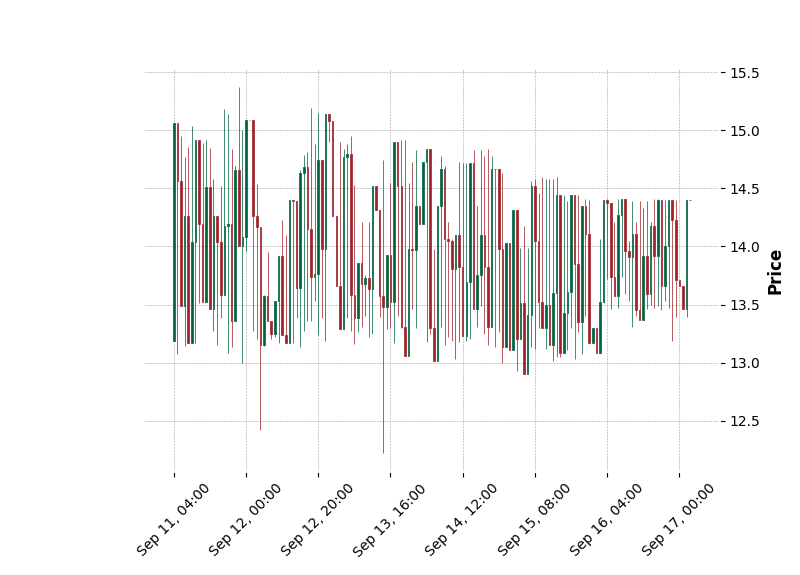 15.5
15.0
14.5
14.0
13.5
13.0
12.5
Price
Sep 11, 04:00
Sep 12, 00:00
Sep 12, 20:00
Sep 13, 16:00
Sep 14, 12:00
Sep 15, 08:00
Sep 16, 04:00
Sep 17, 00:00